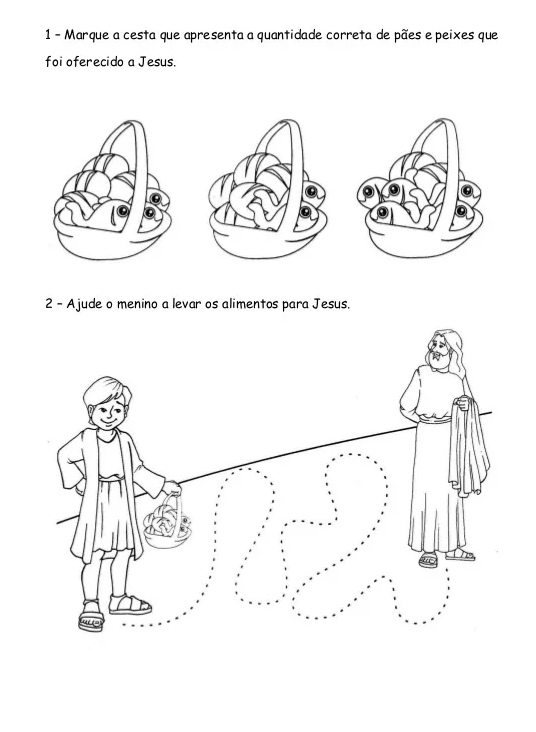 1 – Marque a cesta que apresenta a quantidade correta de pães e peixes que
foi oferecido a Jesus.
2 – Ajude o menino a levar os alimentos para Jesus.